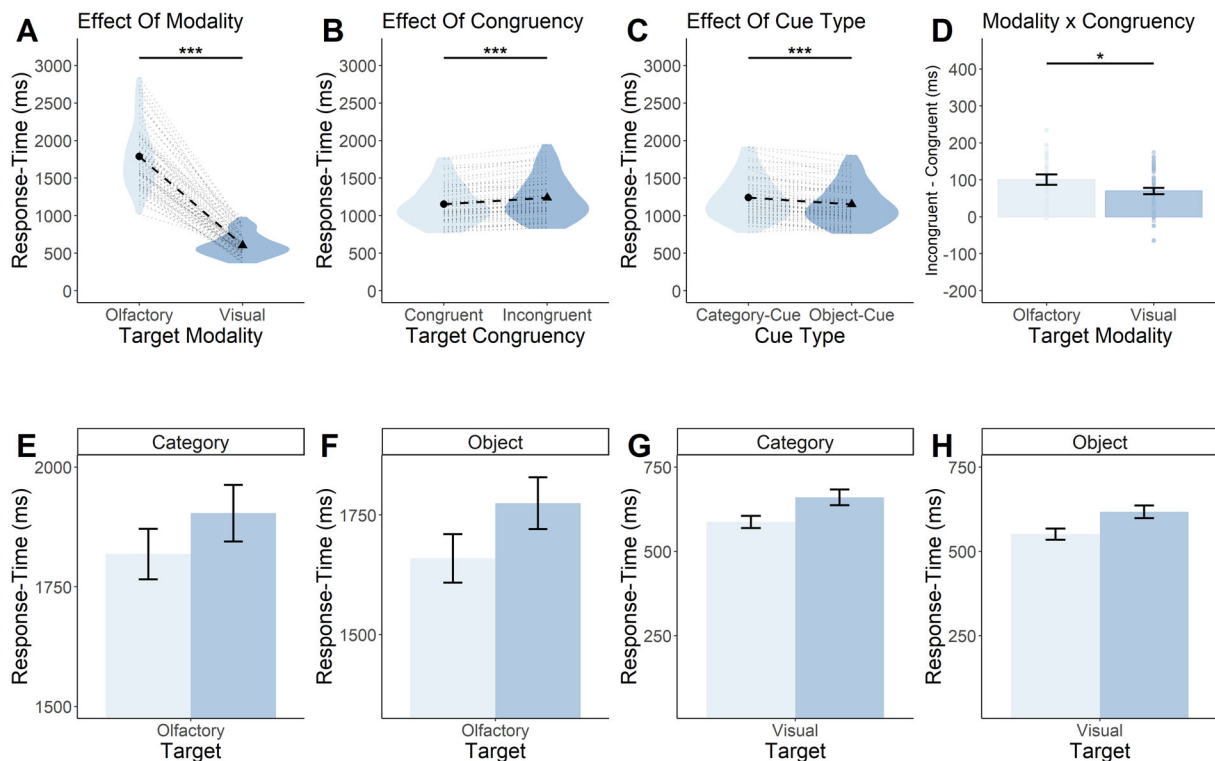 A Effect Of Modality
***
Response-Time (ms)
3000
2500
2000
1500
1000
500
0
Olfactory Visual
Target Modality
B Effect Of Congruency
***
Response-Time (ms)
3000
2500
2000
1500
1000
500
0
Congruent Incongruent
Target Congruency
C Effect Of Cue Type
***
Response-Time (ms)
3000
2500
2000
1500
1000
500
0
Category-Cue Object-Cue
Cue Type
D Modality x Congruency
*
Incongruent - Congruent (ms)
400
300
200
100
0
-100
-200
Olfactory Visual
Target Modality
E Category
Response-Time (ms)
2000
1750
1500
Olfactory
Target
F Object
Response-Time (ms)
1750
1500
Olfactory
Target
G Category
Response-Time (ms)
750
500
250
Visual
Target
H Object
Response-Time (ms)
750
500
250
Visual
Target